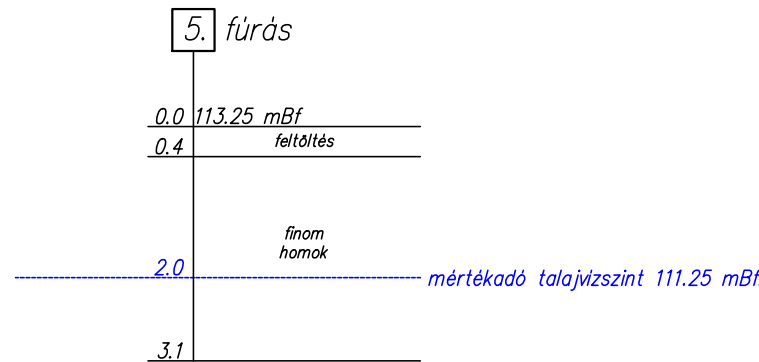 5. fúrás
0.0 113.25 mBf
0.4 feltöltés
finom
homok
2.0 mértékadó talajvízszint 111.25 mBf.
3.1